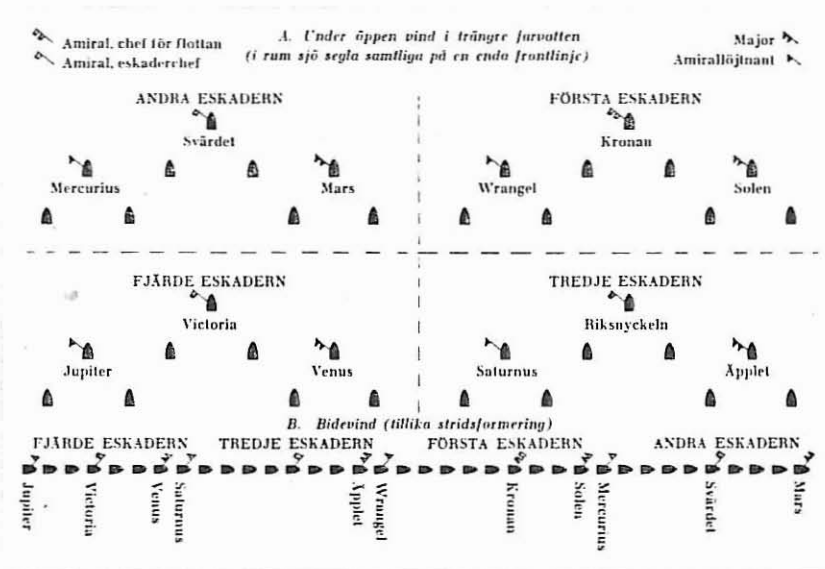 Amiral, chef för flottan
Amiral, eskaderchef
A. Under öppen vind i trängre farvatten
(i rum sjö segla samtliga på en enda frontlinje)
Major
Amirallöjtnant
ANDRA ESKADERN
Svärdet
Mercurius
Mars
FÖRSTA ESKADERN
Kronan
Wrangel
Solen
FJÄRDE ESKADERN
Victoria
Jupiter
Venus
TREDJE ESKADERN
Riksnyckeln
Saturnus
Äpplet
B. Bidevind (tillika stridsformering)
FJÄRDE ESKADERN TREDJE ESKADERN FÖRSTA ESKADERN ANDRA ESKADERN
Jupiter
Victoria
Venus
Saturnus
Äpplet
Wrangel
Kronan
Solen
Mercurius
Svärdet
Mars